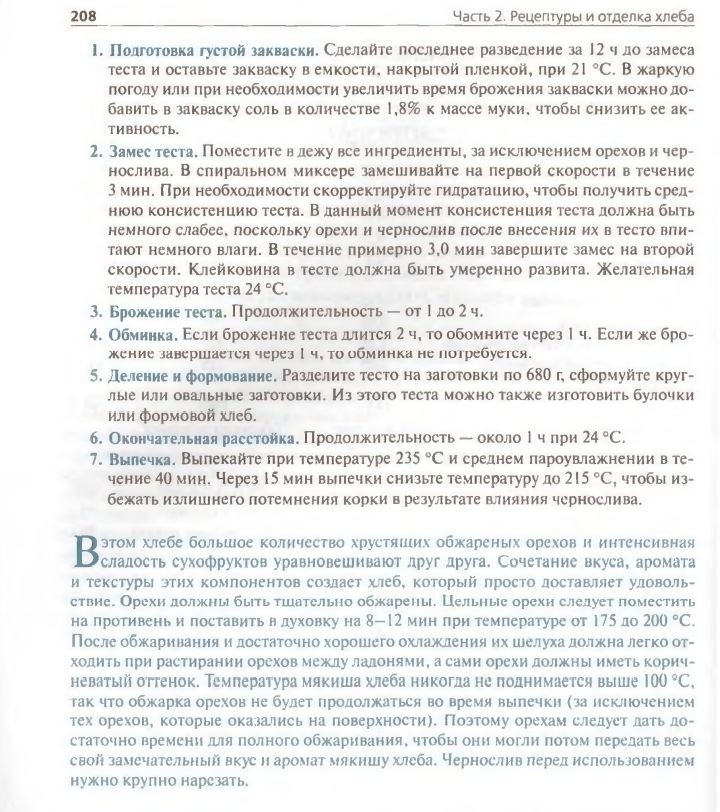 208
Часть 2. Рецептуры и отделка хлеба
1. Подготовка густой закваски. Сделайте последнее разведение за 12 ч до замеса
теста и оставьте закваску в емкости, накрытой пленкой, при 21 °С. В жаркую
погоду или при необходимости увеличить время брожения закваски можно до-
бавить в закваску соль в количестве 1,8% к массе муки, чтобы снизить ее ак-
тивность.
2. Замес теста. Поместите в дежу все ингредиенты, за исключением орехов и чер-
нослива. В спиральном миксере замешивайте на первой скорости в течение
3 мин. При необходимости скорректируйте гидратацию, чтобы получить сред-
нюю консистенцию теста. В данный момент консистенция теста должна быть
немного слабее, поскольку орехи и чернослив после внесения их в тесто впи-
тают немного влаги. В течение примерно 3,0 мин завершите замес на второй
скорости. Клейковина в тесте должна быть умеренно развита. Желательная
температура теста 24 °С.
3. Брожение теста. Продолжительность — от 1 до 2 ч.
4. Обминка. Если брожение теста длится 2 ч, то обомните через 1 ч. Если же бро-
жение завершается через 1 ч, то обминка не потребуется.
5. Деление и формование. Разделите тесто на заготовки по 680 г, сформуйте круг-
лые или овальные заготовки. Из этого теста можно также изготовить булочки
или формовой хлеб.
6. Окончательная расстойка. Продолжительность — около 1 ч при 24 °С.
7. Выпечка. Выпекайте при температуре 235 °С и среднем пароувлажнении в те-
чение 40 мин. Через 15 мин выпечки снизьте температуру до 215 °С, чтобы из-
бежать излишнего потемнения корки в результате влияния чернослива.
В этом хлебе большое количество хрустящих обжареных орехов и интенсивная
сладость сухофруктов уравновешивают друг друга. Сочетание вкуса, аромата
и текстуры этих компонентов создает хлеб, который просто доставляет удоволь-
ствие. Орехи должны быть тщательно обжарены. Цельные орехи следует поместить
на противень и поставить в духовку на 8—12 мин при температуре от 175 до 200 °С.
После обжаривания и достаточно хорошего охлаждения их шелуха должна легко от-
ходить при растирании орехов между ладонями, а сами орехи должны иметь корич-
неватый оттенок. Температура мякиша хлеба никогда не поднимается выше 100 °С,
так что обжарка орехов не будет продолжаться во время выпечки (за исключением
тех орехов, которые оказались на поверхности). Поэтому орехам следует дать до-
статочно времени для полного обжаривания, чтобы они могли потом передать весь
свой замечательный вкус и аромат мякишу хлеба. Чернослив перед использованием
нужно крупно нарезать.